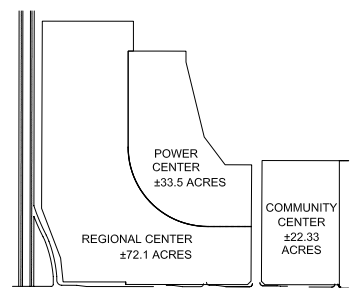 POWER
CENTER
±33.5 ACRES
COMMUNITY
CENTER
±22.33
ACRES
REGIONAL CENTER
±72.1 ACRES